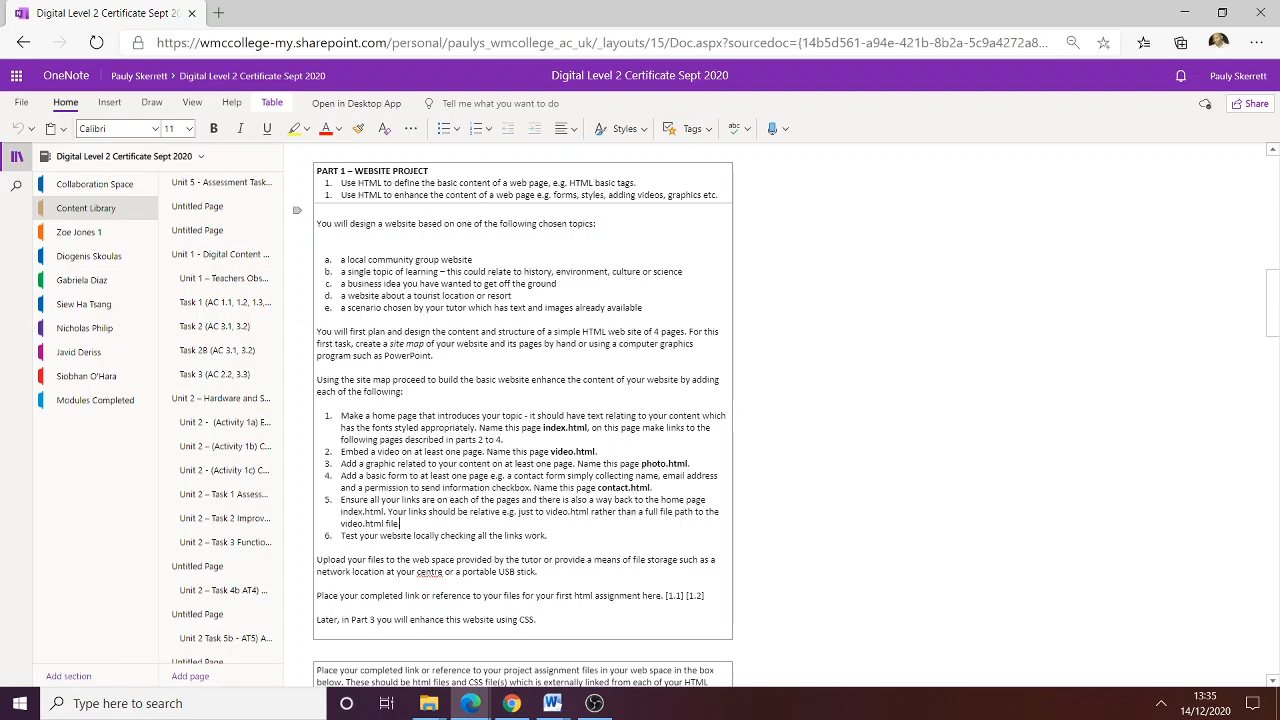 Digital Level 2 Certificate Sept 2020
https://wmccollege-my.sharepoint.com/personal/paulys_wmcollege_ac_uk/_layouts/15/Doc.aspx?sourcedoc={14b5d561-a94e-421b-8b2a-5c9a4272a8...
OneNote
Pauly Skerrett > Digital Level 2 Certificate Sept 2020
Digital Level 2 Certificate Sept 2020
Pauly Skerrett
File Home Insert Draw View Help Table Open in Desktop App Tell me what you want to do Share
Calibri 11 B I U A Styles Tags abc
Digital Level 2 Certificate Sept 2020
Collaboration Space
Content Library
Zoe Jones 1
Diogenis Skoulas
Gabriela Diaz
Siew Ha Tsang
Nicholas Philip
Javid Deriss
Siobhan O'Hara
Modules Completed
Add section
Unit 5 - Assessment Task...
Untitled Page
Untitled Page
Unit 1 - Digital Content ...
Unit 1 – Teachers Obs...
Task 1 (AC 1.1, 1.2, 1.3,...
Task 2 (AC 3.1, 3.2)
Task 2B (AC 3.1, 3.2)
Task 3 (AC 2.2, 3.3)
Unit 2 – Hardware and S...
Unit 2 - (Activity 1a) E...
Unit 2 – (Activity 1b) C...
Unit 2 - (Activity 1c) C...
Unit 2 – Task 1 Assess...
Unit 2 – Task 2 Improv...
Unit 2 – Task 3 Functio...
Untitled Page
Unit 2 – Task 4b AT4) ...
Untitled Page
Unit 2 Task 5b - AT5) A...
Untitled Page
Add page
PART 1 – WEBSITE PROJECT
1. Use HTML to define the basic content of a web page, e.g. HTML basic tags.
1. Use HTML to enhance the content of a web page e.g. forms, styles, adding videos, graphics etc.
You will design a website based on one of the following chosen topics:
a. a local community group website
b. a single topic of learning – this could relate to history, environment, culture or science
c. a business idea you have wanted to get off the ground
d. a website about a tourist location or resort
e. a scenario chosen by your tutor which has text and images already available
You will first plan and design the content and structure of a simple HTML web site of 4 pages. For this
first task, create a site map of your website and its pages by hand or using a computer graphics
program such as PowerPoint.
Using the site map proceed to build the basic website enhance the content of your website by adding
each of the following:
1. Make a home page that introduces your topic - it should have text relating to your content which
has the fonts styled appropriately. Name this page index.html, on this page make links to the
following pages described in parts 2 to 4.
2. Embed a video on at least one page. Name this page video.html.
3. Add a graphic related to your content on at least one page. Name this page photo.html.
4. Add a basic form to at least one page e.g. a contact form simply collecting name, email address
and a permission to send information checkbox. Name this page contact.html.
5. Ensure all your links are on each of the pages and there is also a way back to the home page
index.html. Your links should be relative e.g. just to video.html rather than a full file path to the
video.html file
6. Test your website locally checking all the links work.
Upload your files to the web space provided by the tutor or provide a means of file storage such as a
network location at your centre or a portable USB stick.
Place your completed link or reference to your files for your first html assignment here. [1.1] [1.2]
Later, in Part 3 you will enhance this website using CSS.
Place your completed link or reference to your project assignment files in your web space in the box
below. These should be html files and CSS file(s) which is externally linked from each of your HTML
Type here to search
13:35
14/12/2020